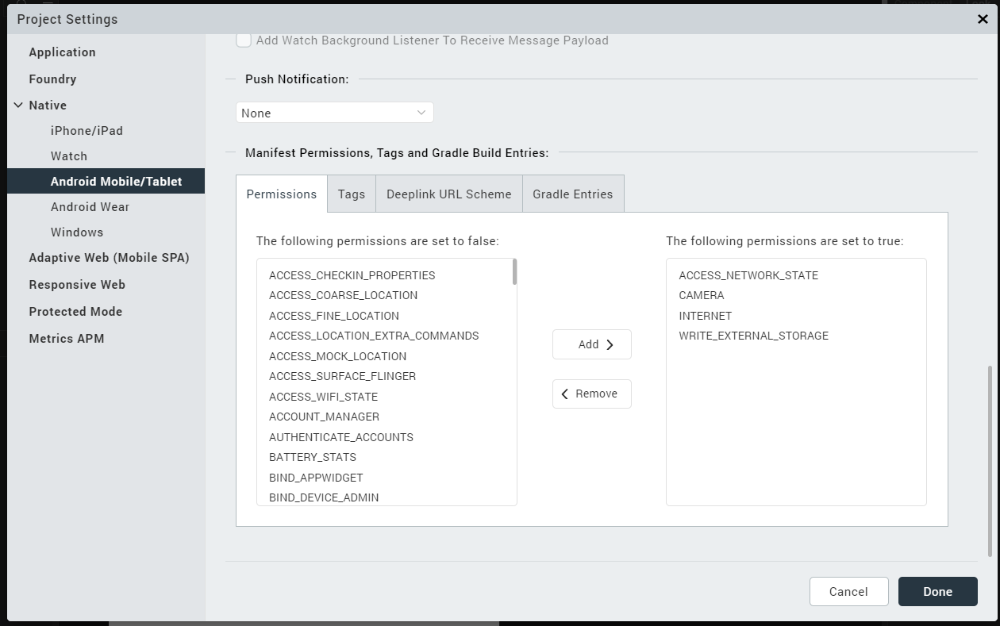 Project Settings
Application
Foundry
Native
iPhone/iPad
Watch
Android Mobile/Tablet
Android Wear
Windows
Adaptive Web (Mobile SPA)
Responsive Web
Protected Mode
Metrics APM
Add Watch Background Listener To Receive Message Payload
Push Notification:
None
Manifest Permissions, Tags and Gradle Build Entries:
Permissions
Tags
Deeplink URL Scheme
Gradle Entries
The following permissions are set to false:
ACCESS_CHECKIN_PROPERTIES
ACCESS_COARSE_LOCATION
ACCESS_FINE_LOCATION
ACCESS_LOCATION_EXTRA_COMMANDS
ACCESS_MOCK_LOCATION
ACCESS_SURFACE_FLINGER
ACCESS_WIFI_STATE
ACCOUNT_MANAGER
AUTHENTICATE_ACCOUNTS
BATTERY_STATS
BIND_APPWIDGET
BIND_DEVICE_ADMIN
Add
Remove
The following permissions are set to true:
ACCESS_NETWORK_STATE
CAMERA
INTERNET
WRITE_EXTERNAL_STORAGE
Cancel
Done